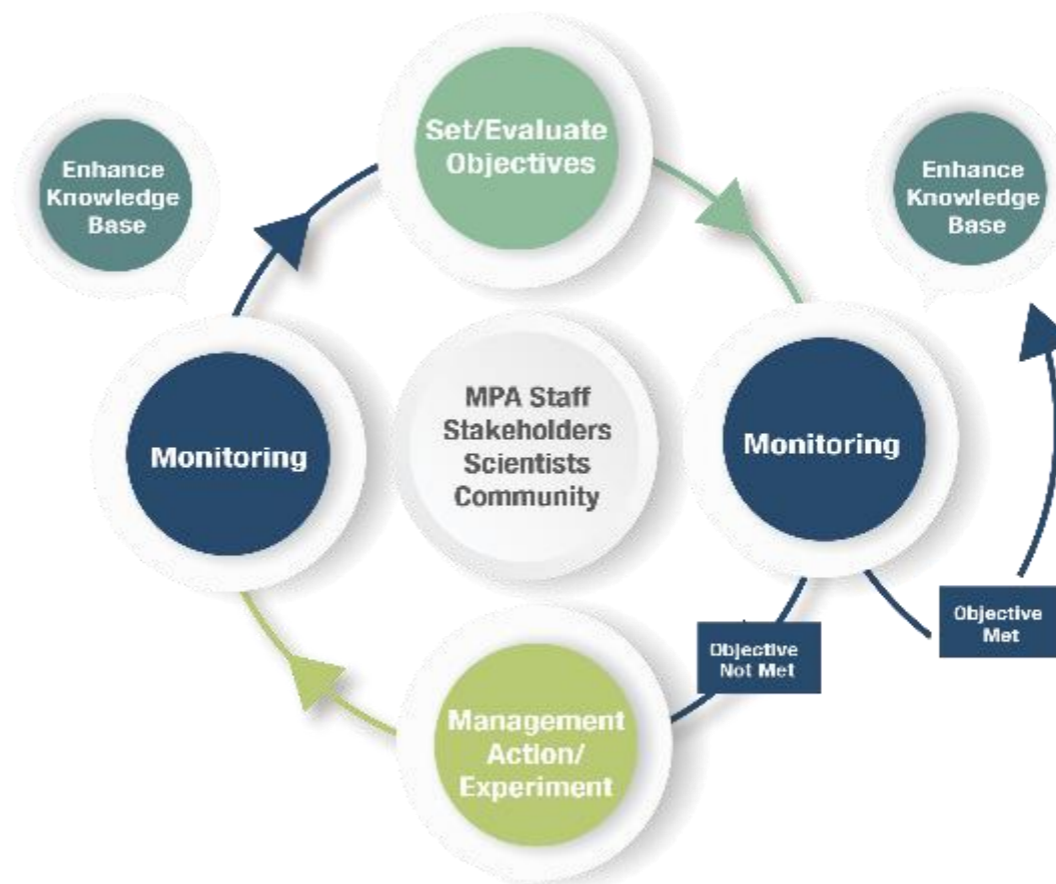 Set/Evaluate
Objectives
Enhance
Knowledge
Base
Enhance
Knowledge
Base
MPA Staff
Stakeholders
Scientists
Community
Monitoring
Monitoring
Objective
Met
Objective
Not Met
Management
Action/
Experiment